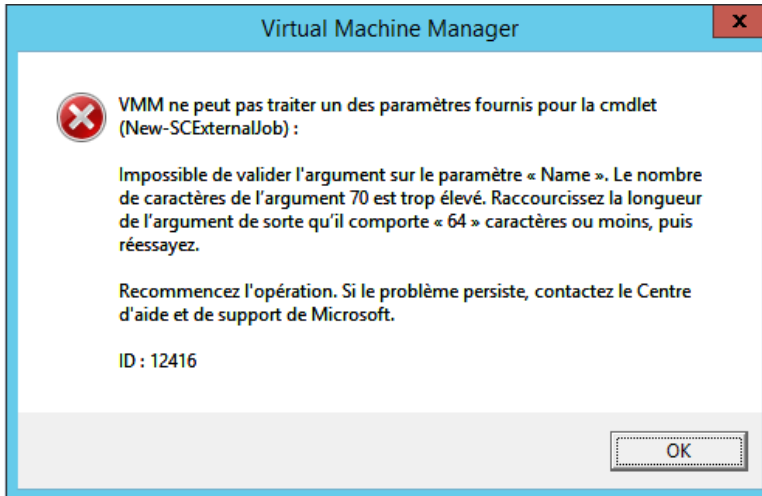 Virtual Machine Manager
x
VMM ne peut pas traiter un des paramètres fournis pour la cmdlet
(New-SCExternalJob) :
Impossible de valider l'argument sur le paramètre « Name ». Le nombre
de caractères de l'argument 70 est trop élevé. Raccourcissez la longueur
de l'argument de sorte qu'il comporte « 64 » caractères ou moins, puis
réessayez.
Recommencez l'opération. Si le problème persiste, contactez le Centre
d'aide et de support de Microsoft.
ID : 12416
OK